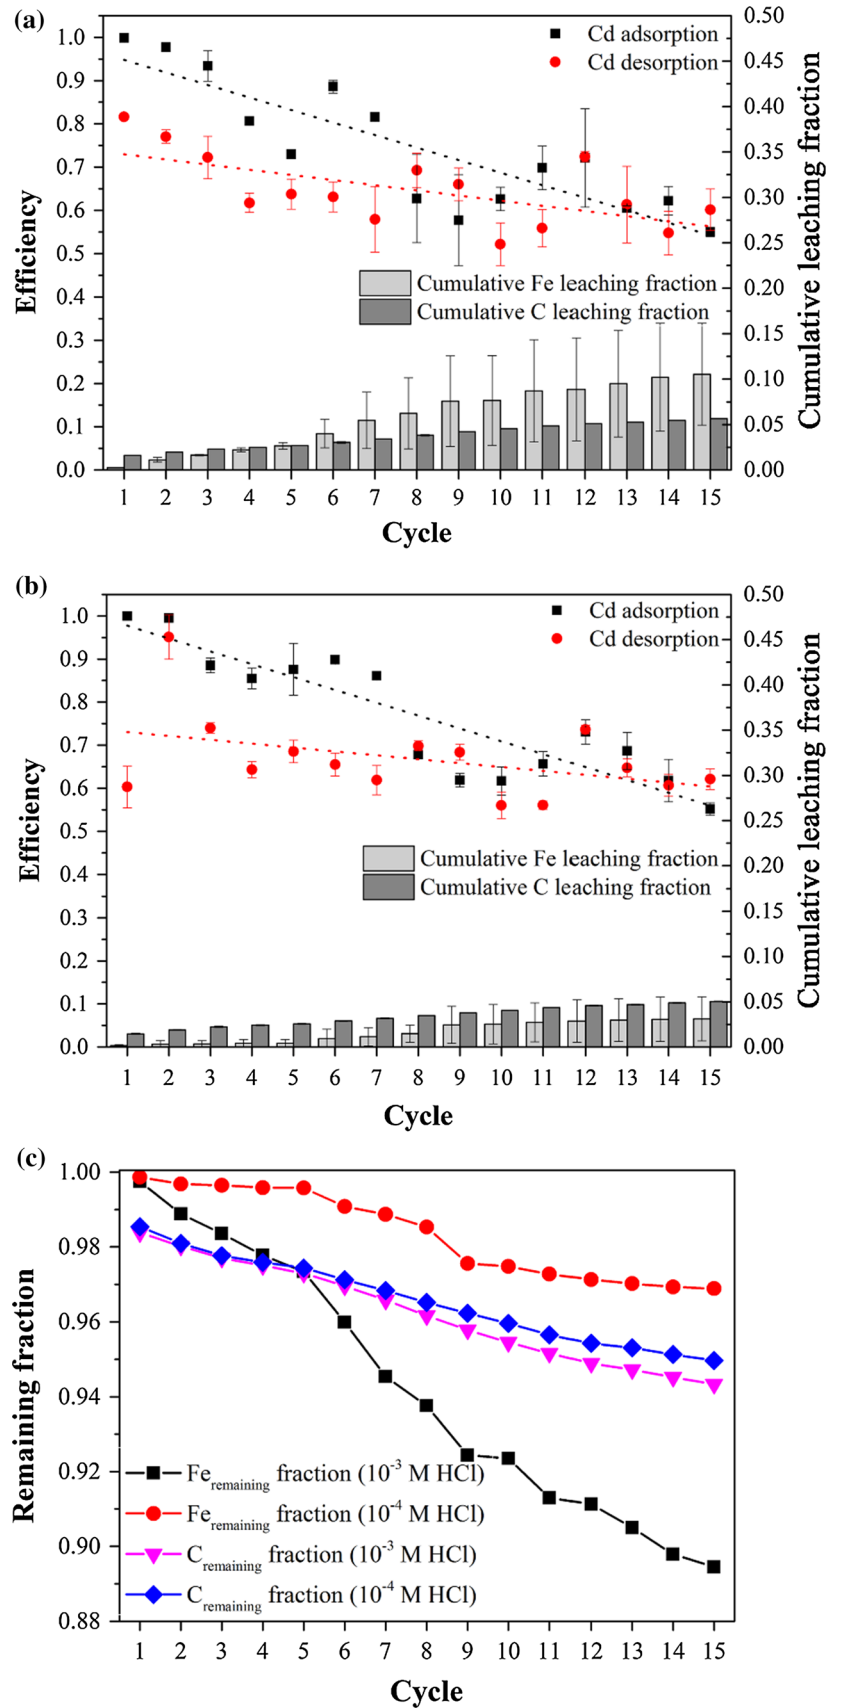 (a)
Cd adsorption
Cd desorption
Cumulative Fe leaching fraction
Cumulative C leaching fraction
Efficiency
1.0
0.9
0.8
0.7
0.6
0.5
0.4
0.3
0.2
0.1
0.0
Cumulative leaching fraction
0.50
0.45
0.40
0.35
0.30
0.25
0.20
0.15
0.10
0.05
0.00
1 2 3 4 5 6 7 8 9 10 11 12 13 14 15
Cycle
(b)
Cd adsorption
Cd desorption
Cumulative Fe leaching fraction
Cumulative C leaching fraction
Efficiency
1.0
0.9
0.8
0.7
0.6
0.5
0.4
0.3
0.2
0.1
0.0
Cumulative leaching fraction
0.50
0.45
0.40
0.35
0.30
0.25
0.20
0.15
0.10
0.05
0.00
1 2 3 4 5 6 7 8 9 10 11 12 13 14 15
Cycle
(c)
Remaining fraction
1.00
0.98
0.96
0.94
0.92
0.90
0.88
Fe remaining fraction (10^-3 M HCl)
Fe remaining fraction (10^-4 M HCl)
C remaining fraction (10^-3 M HCl)
C remaining fraction (10^-4 M HCl)
1 2 3 4 5 6 7 8 9 10 11 12 13 14 15
Cycle